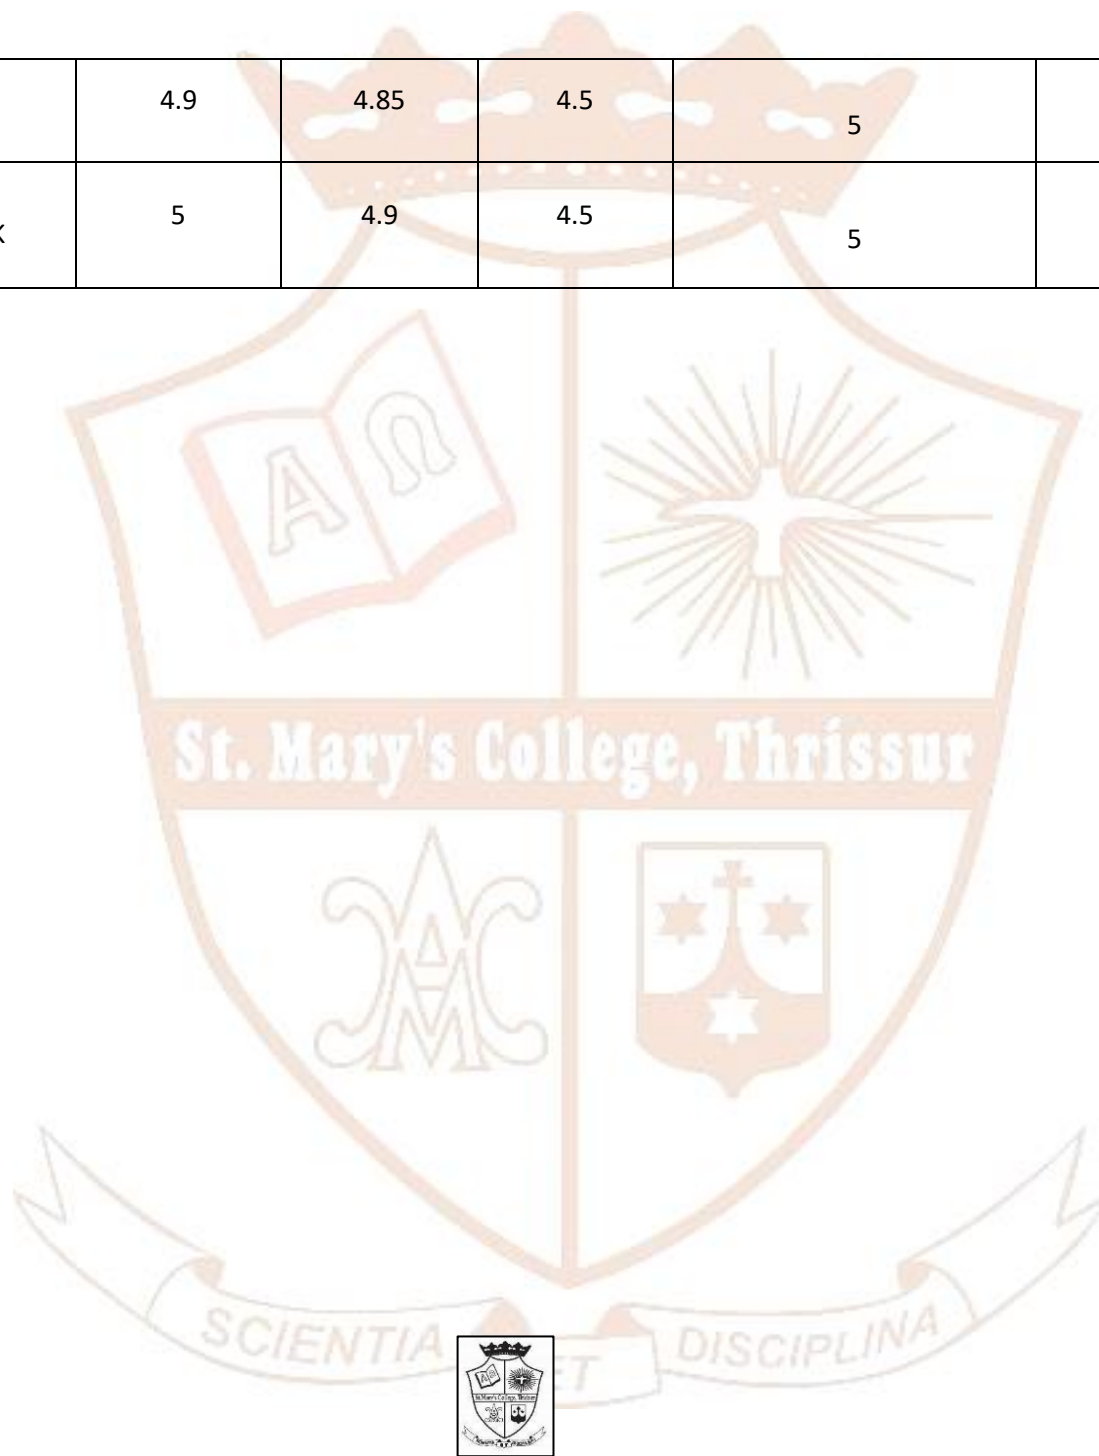 4.9 4.85 4.5 5
K 5 4.9 4.5 5
Α Ω
St. Mary's College, Thrissur
SCIENTIA ET DISCIPLINA